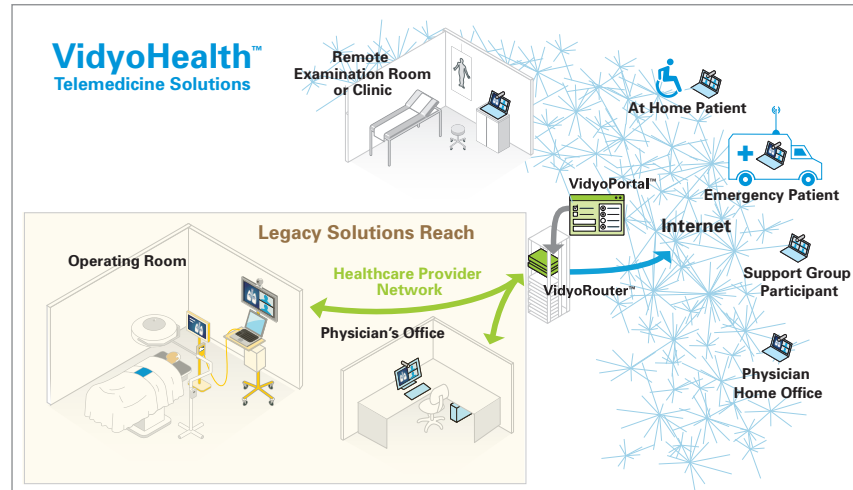 VidyoHealth™
Telemedicine Solutions
Remote
Examination Room
or Clinic
At Home Patient
Emergency Patient
VidyoPortal™
Internet
Legacy Solutions Reach
Operating Room
Healthcare Provider
Network
VidyoRouter™
Support Group
Participant
Physician's Office
Physician
Home Office